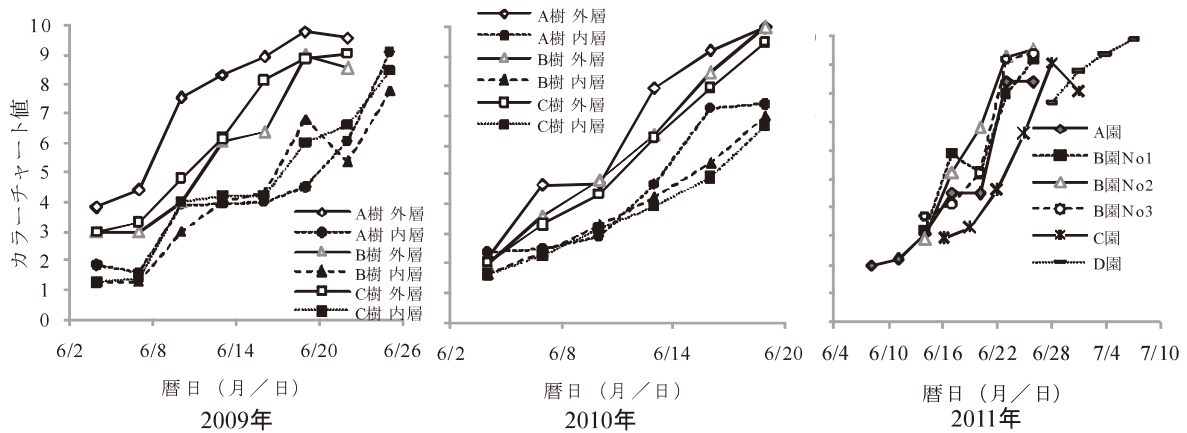 カラーチャート値
10
9
8
7
6
5
4
3
2
1
0
A樹 外層
A樹 内層
B樹 外層
B樹 内層
C樹 外層
C樹 内層
6/2
6/8
6/14
6/20
6/26
暦日（月／日）
2009年
A樹 外層
A樹 内層
B樹 外層
B樹 内層
C樹 外層
C樹 内層
6/2
6/8
6/14
6/20
暦日（月／日）
2010年
A園
B園No1
B園No2
B園No3
C園
D園
6/4
6/10
6/16
6/22
6/28
7/4
7/10
暦日（月／日）
2011年